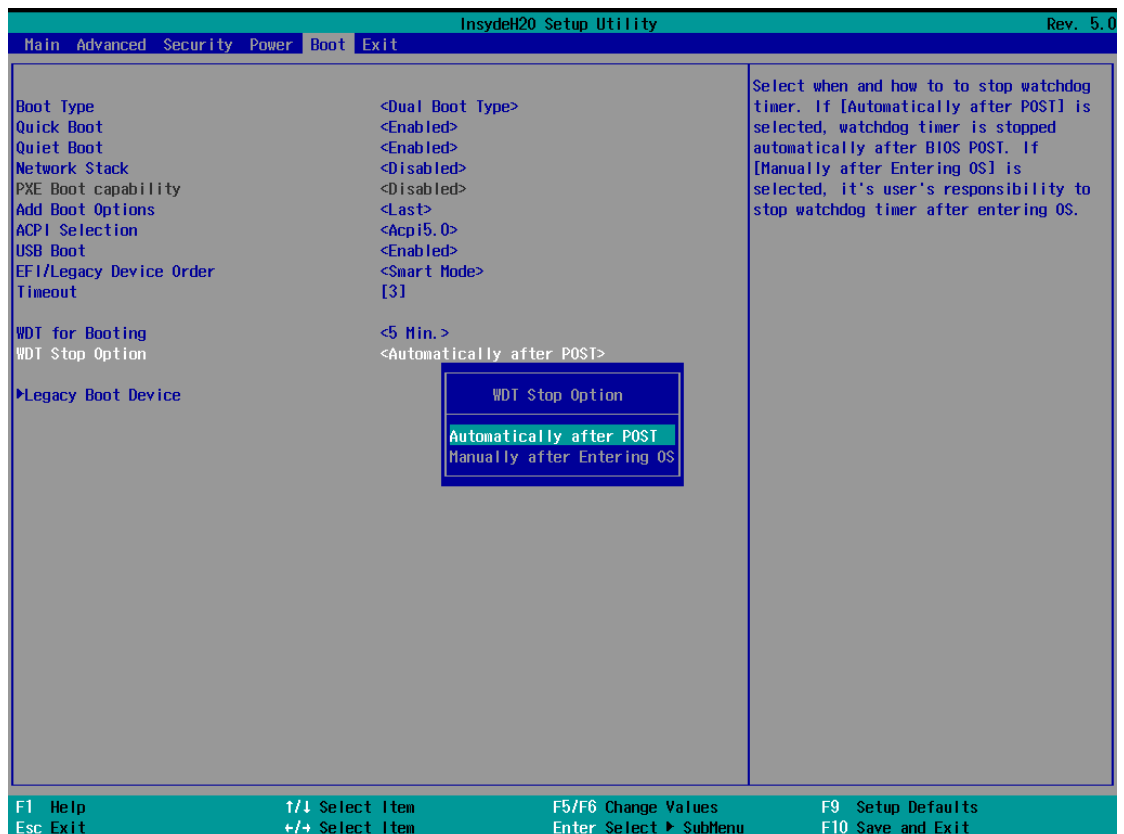 InsydeH20 Setup Utility Rev. 5.0
Main Advanced Security Power Boot Exit
Boot Type <Dual Boot Type>
Quick Boot <Enabled>
Quiet Boot <Enabled>
Network Stack <Disabled>
PXE Boot capability <Disabled>
Add Boot Options <Last>
ACPI Selection <Acpi5.0>
USB Boot <Enabled>
EFI/Legacy Device Order <Smart Mode>
Timeout [3]
WDT for Booting <5 Min.>
WDT Stop Option <Automatically after POST>
▶Legacy Boot Device
WDT Stop Option
Automatically after POST
Manually after Entering OS
Select when and how to to stop watchdog
timer. If [Automatically after POST] is
selected, watchdog timer is stopped
automatically after BIOS POST. If
[Manually after Entering OS] is
selected, it's user's responsibility to
stop watchdog timer after entering OS.
F1 Help ↑/↓ Select Item F5/F6 Change Values F9 Setup Defaults
Esc Exit ←/→ Select Item Enter Select ▶ SubMenu F10 Save and Exit